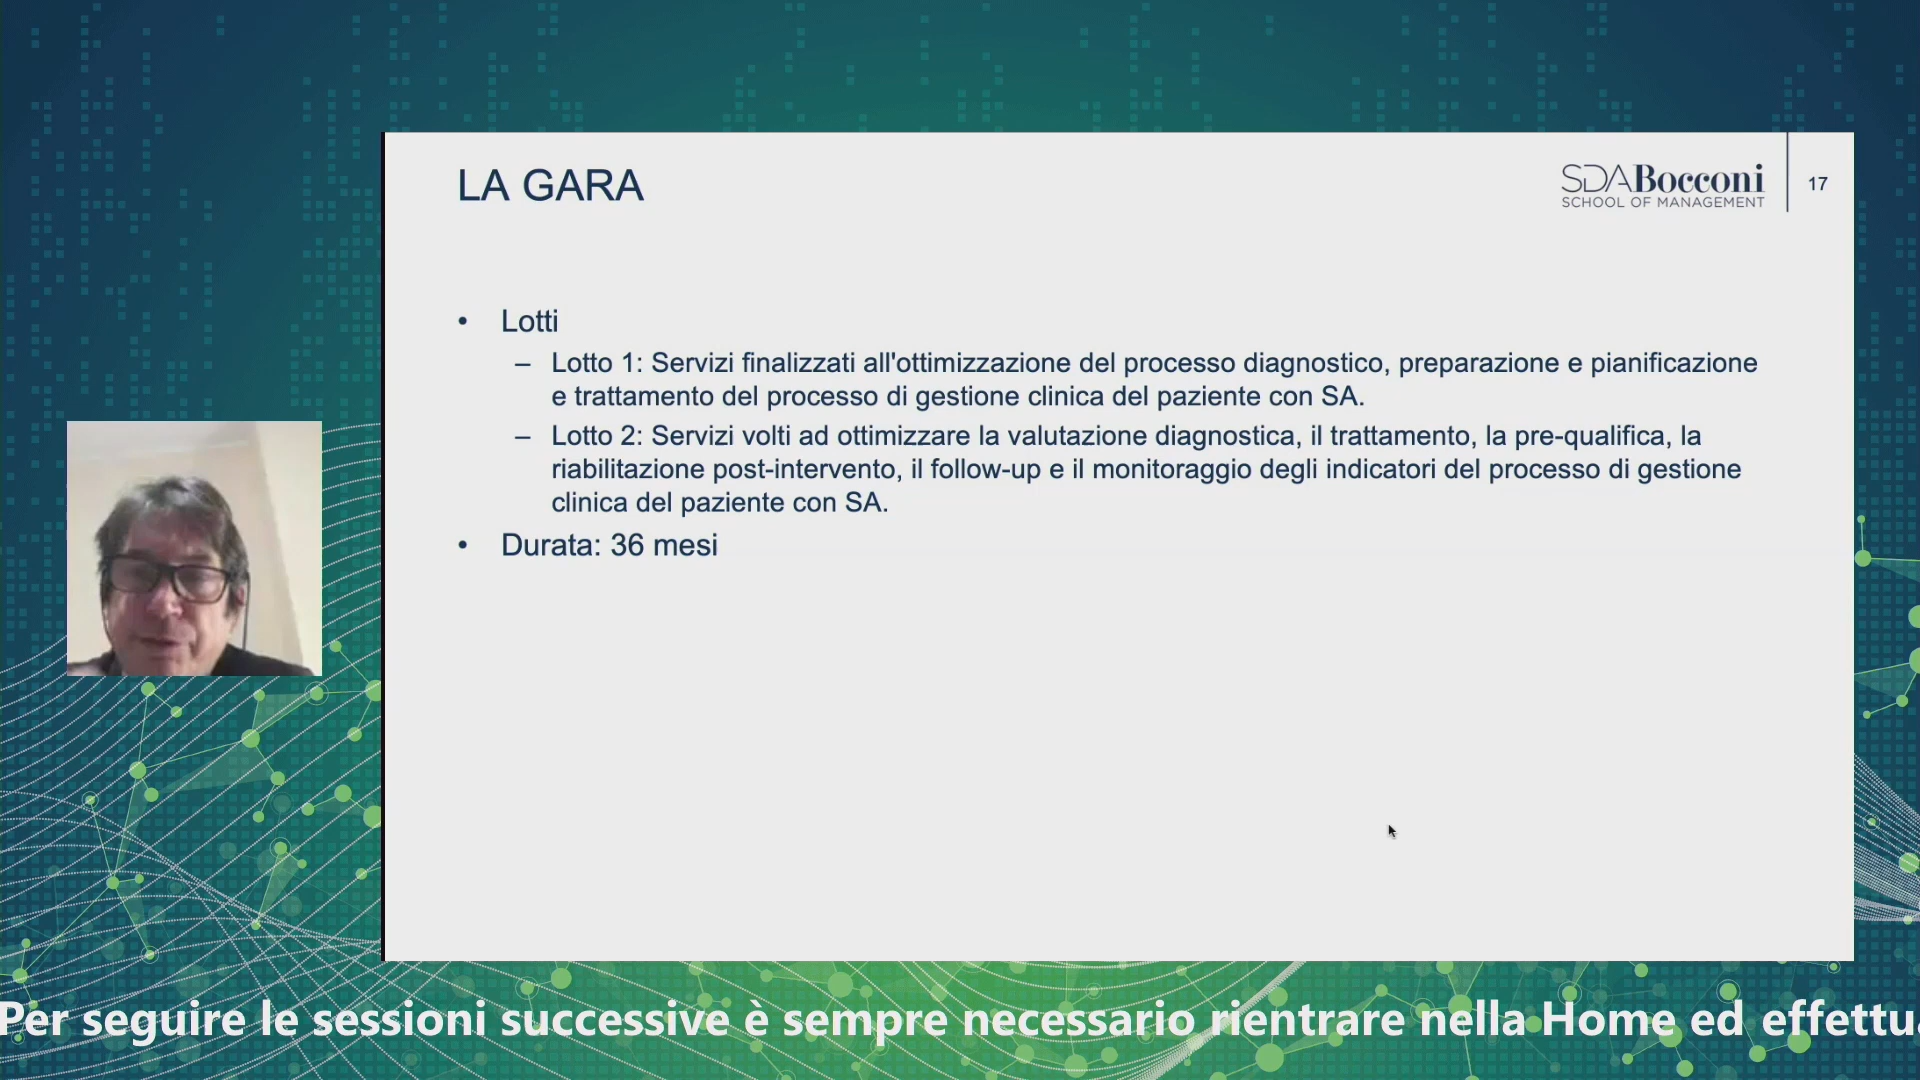 LA GARA
SDABocconi
SCHOOL OF MANAGEMENT
17
• Lotti
– Lotto 1: Servizi finalizzati all'ottimizzazione del processo diagnostico, preparazione e pianificazione
e trattamento del processo di gestione clinica del paziente con SA.
– Lotto 2: Servizi volti ad ottimizzare la valutazione diagnostica, il trattamento, la pre-qualifica, la
riabilitazione post-intervento, il follow-up e il monitoraggio degli indicatori del processo di gestione
clinica del paziente con SA.
• Durata: 36 mesi
Per seguire le sessioni successive è sempre necessario rientrare nella Home ed effettu